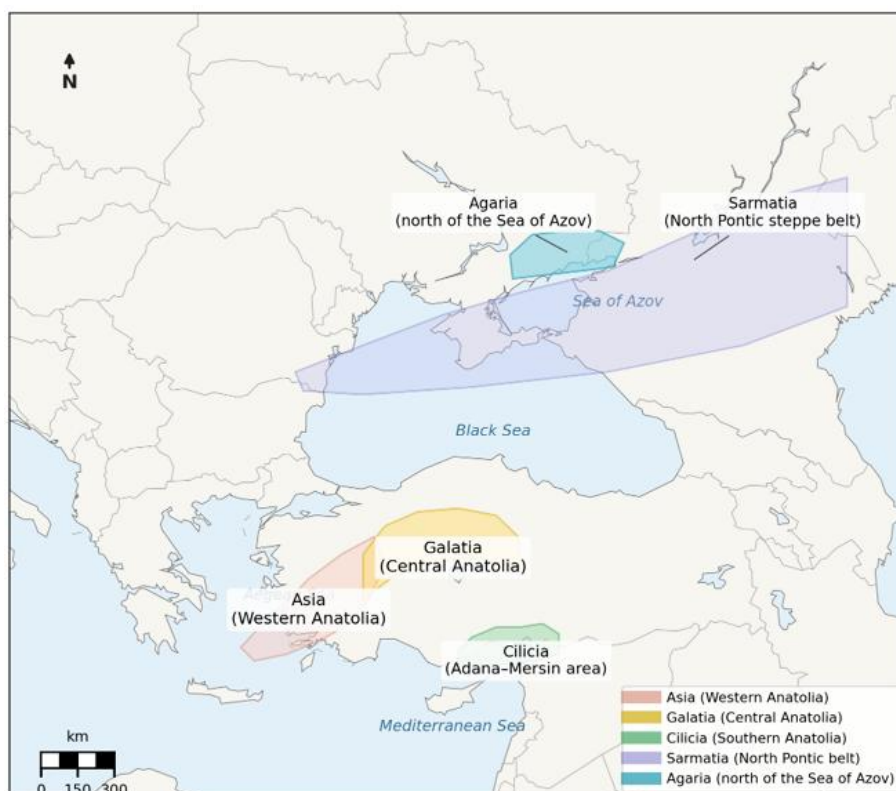 N
Agaria
(north of the Sea of Azov)
Sarmatia
(North Pontic steppe belt)
Sea of Azov
Black Sea
Galatia
(Central Anatolia)
Asia
(Western Anatolia)
Cilicia
(Adana–Mersin area)
Mediterranean Sea
km
0 150 300
Asia (Western Anatolia)
Galatia (Central Anatolia)
Cilicia (Southern Anatolia)
Sarmatia (North Pontic belt)
Agaria (north of the Sea of Azov)